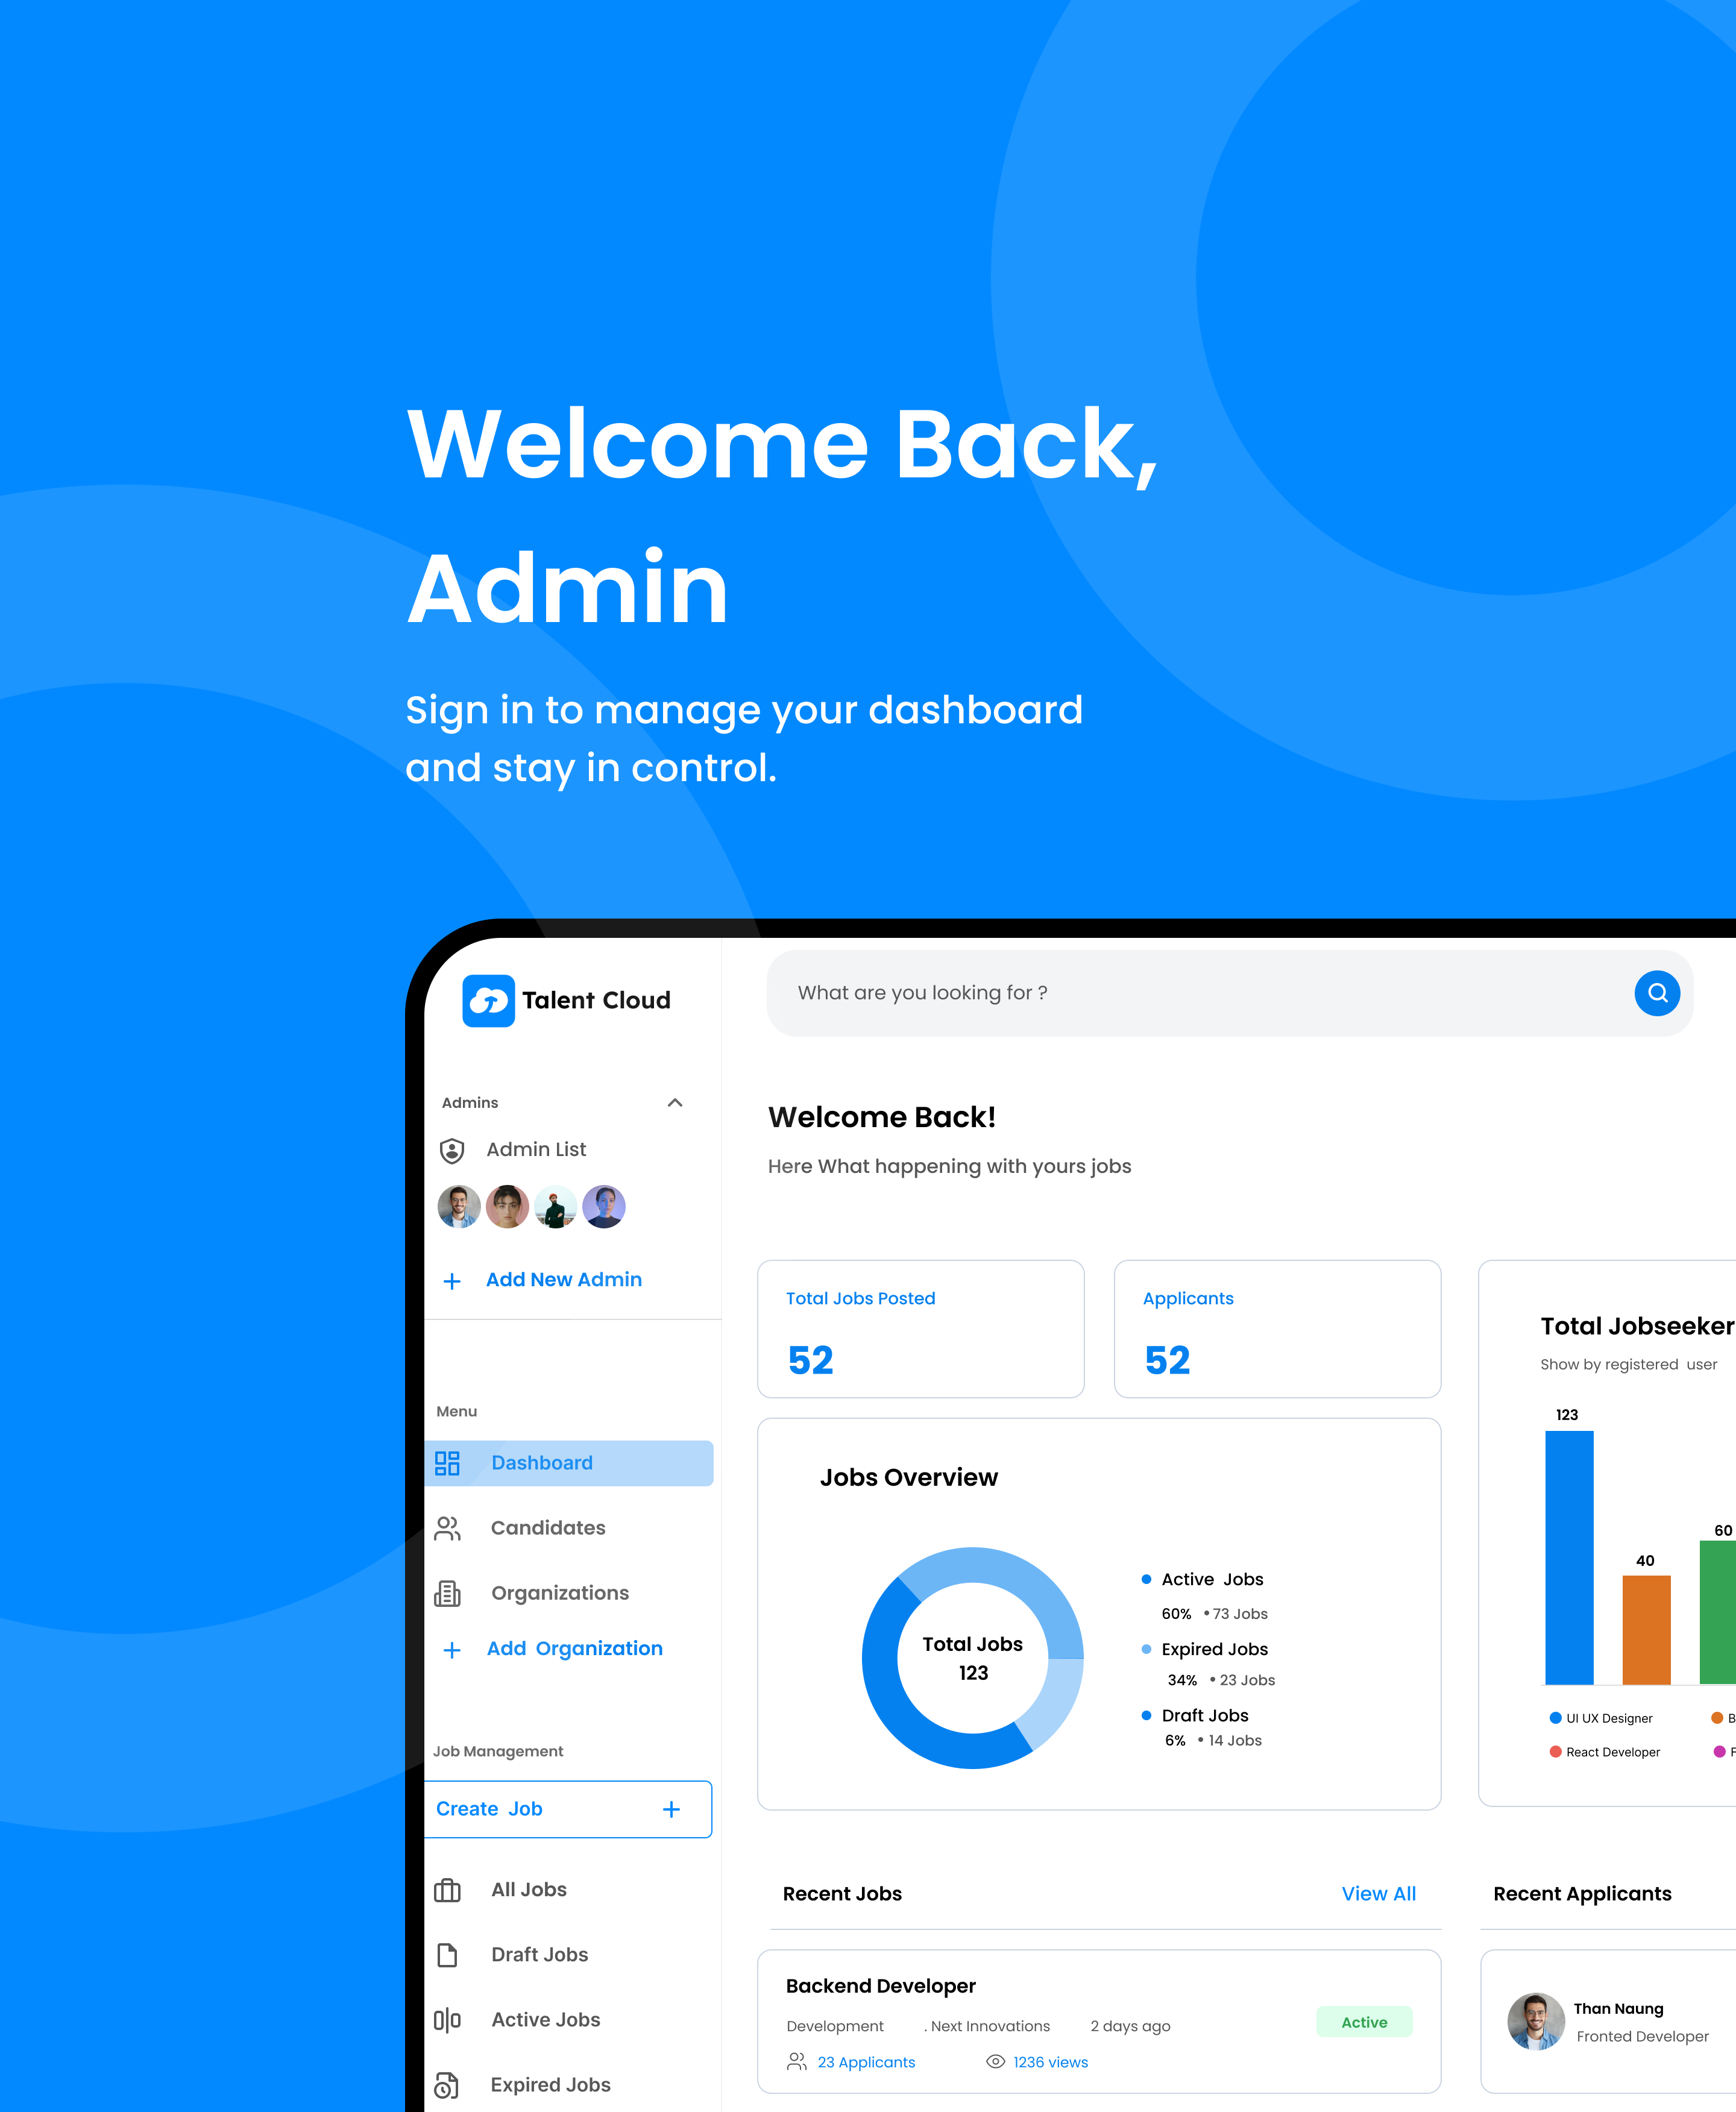 Welcome Back,
Admin
Sign in to manage your dashboard
and stay in control.
Talent Cloud
What are you looking for ?
Admins
Admin List
Add New Admin
Menu
Dashboard
Candidates
Organizations
Add Organization
Job Management
Create Job
All Jobs
Draft Jobs
Active Jobs
Expired Jobs
Welcome Back!
Here What happening with yours jobs
Total Jobs Posted
52
Applicants
52
Jobs Overview
Total Jobs
123
Active Jobs
60% • 73 Jobs
Expired Jobs
34% • 23 Jobs
Draft Jobs
6% • 14 Jobs
Total Jobseeker
Show by registered user
123
40
60
UI UX Designer
B
React Developer
F
Recent Jobs
View All
Backend Developer
Development . Next Innovations 2 days ago
Active
23 Applicants 1236 views
Recent Applicants
Than Naung
Fronted Developer